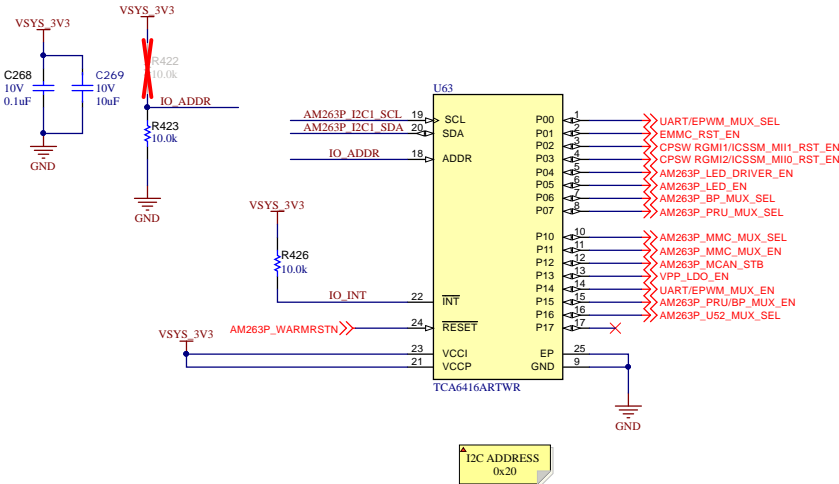 VSYS_3V3
VSYS_3V3
R422
10.0k
C268
10V
0.1uF
C269
10V
10uF
IO_ADDR
R423
10.0k
GND
GND
U63
AM263P_I2C1_SCL 19 SCL P00 1 UART/EPWM_MUX_SEL
AM263P_I2C1_SDA 20 SDA P01 2 EMMC_RST_EN
P02 3 CPSW RGMI1/ICSSM_MII1_RST_EN
IO_ADDR 18 ADDR P03 4 CPSW RGMI2/ICSSM_MII0_RST_EN
P04 5 AM263P_LED_DRIVER_EN
P05 6 AM263P_LED_EN
P06 7 AM263P_BP_MUX_SEL
P07 8 AM263P_PRU_MUX_SEL
VSYS_3V3
P10 10 AM263P_MMC_MUX_SEL
P11 11 AM263P_MMC_MUX_EN
R426
10.0k
P12 12 AM263P_MCAN_STB
P13 13 VPP_LDO_EN
P14 14 UART/EPWM_MUX_EN
IO_INT 22 INT P15 15 AM263P_PRU/BP_MUX_EN
P16 16 AM263P_U52_MUX_SEL
AM263P_WARMRSTN 24 RESET P17 17
VSYS_3V3
23 VCCI EP 25
21 VCCP GND 9
TCA6416ARTWR
GND
I2C ADDRESS
0x20